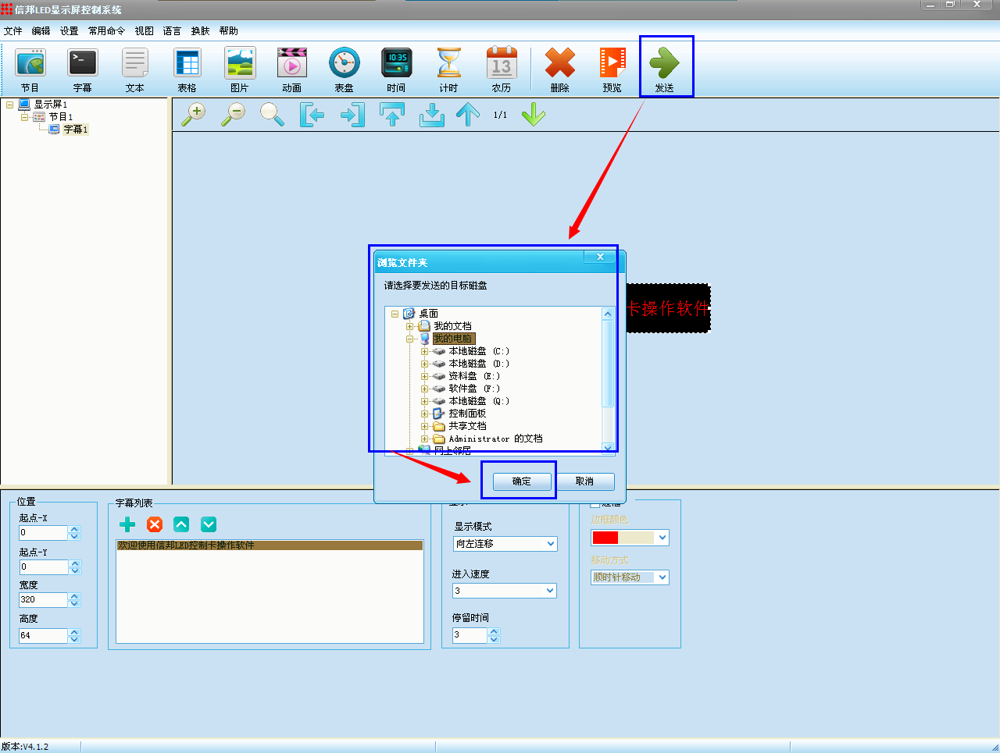 信邦LED显示屏控制系统
文件 编辑 设置 常用命令 视图 语言 换肤 帮助
10:35
13
节目 字幕 文本 表格 图片 动画 表盘 时间 计时 农历 删除 预览 发送
显示屏1
节目1
字幕1
1/1
浏览文件夹
请选择要发送的目标磁盘
桌面
我的文档
我的电脑
本地磁盘 (C:)
本地磁盘 (D:)
资料盘 (E:)
软件盘 (F:)
本地磁盘 (Q:)
控制面板
共享文档
Administrator 的文档
网上邻居
确定 取消
卡操作软件
位置
起点-X
0
起点-Y
0
宽度
320
高度
64
字幕列表
欢迎使用信邦LED控制卡操作软件
显示模式
向左连移
进入速度
3
停留时间
3
边框
边框颜色
移动方式
顺时针移动
版本:V4.1.2